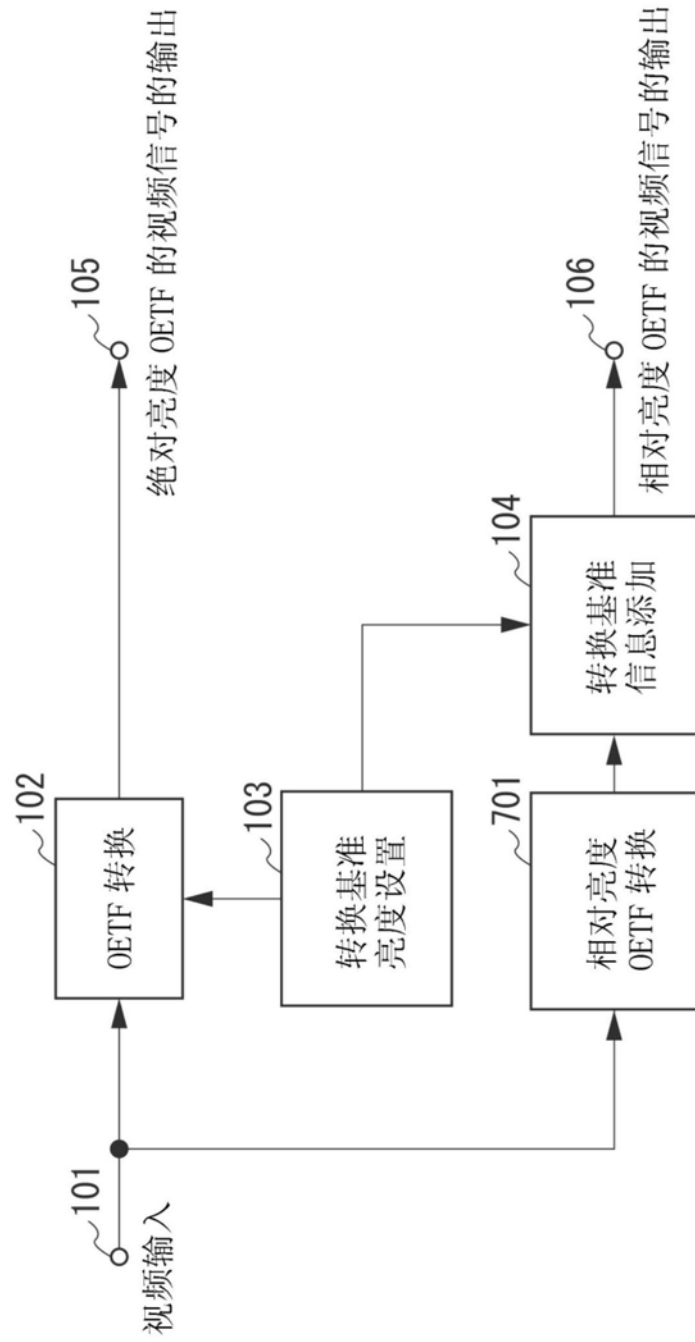 101
视频输入
102
OETF 转换
105
绝对亮度 OETF 的视频信号的输出
103
转换基准
亮度设置
701
相对亮度
OETF 转换
104
转换基准
信息添加
106
相对亮度 OETF 的视频信号的输出